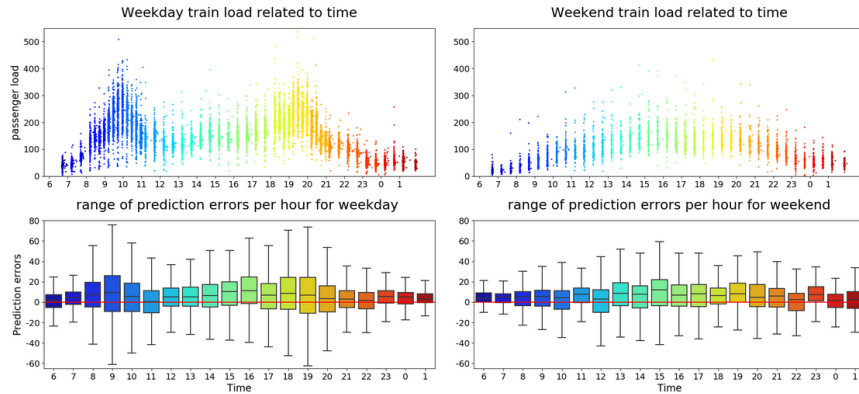 Weekday train load related to time
Weekend train load related to time
passenger load
500
400
300
200
100
0
6 7 8 9 10 11 12 13 14 15 16 17 18 19 20 21 22 23 0 1
500
400
300
200
100
0
6 7 8 9 10 11 12 13 14 15 16 17 18 19 20 21 22 23 0 1
range of prediction errors per hour for weekday
range of prediction errors per hour for weekend
Prediction errors
80
60
40
20
0
-20
-40
-60
6 7 8 9 10 11 12 13 14 15 16 17 18 19 20 21 22 23 0 1
Time
80
60
40
20
0
-20
-40
-60
6 7 8 9 10 11 12 13 14 15 16 17 18 19 20 21 22 23 0 1
Time